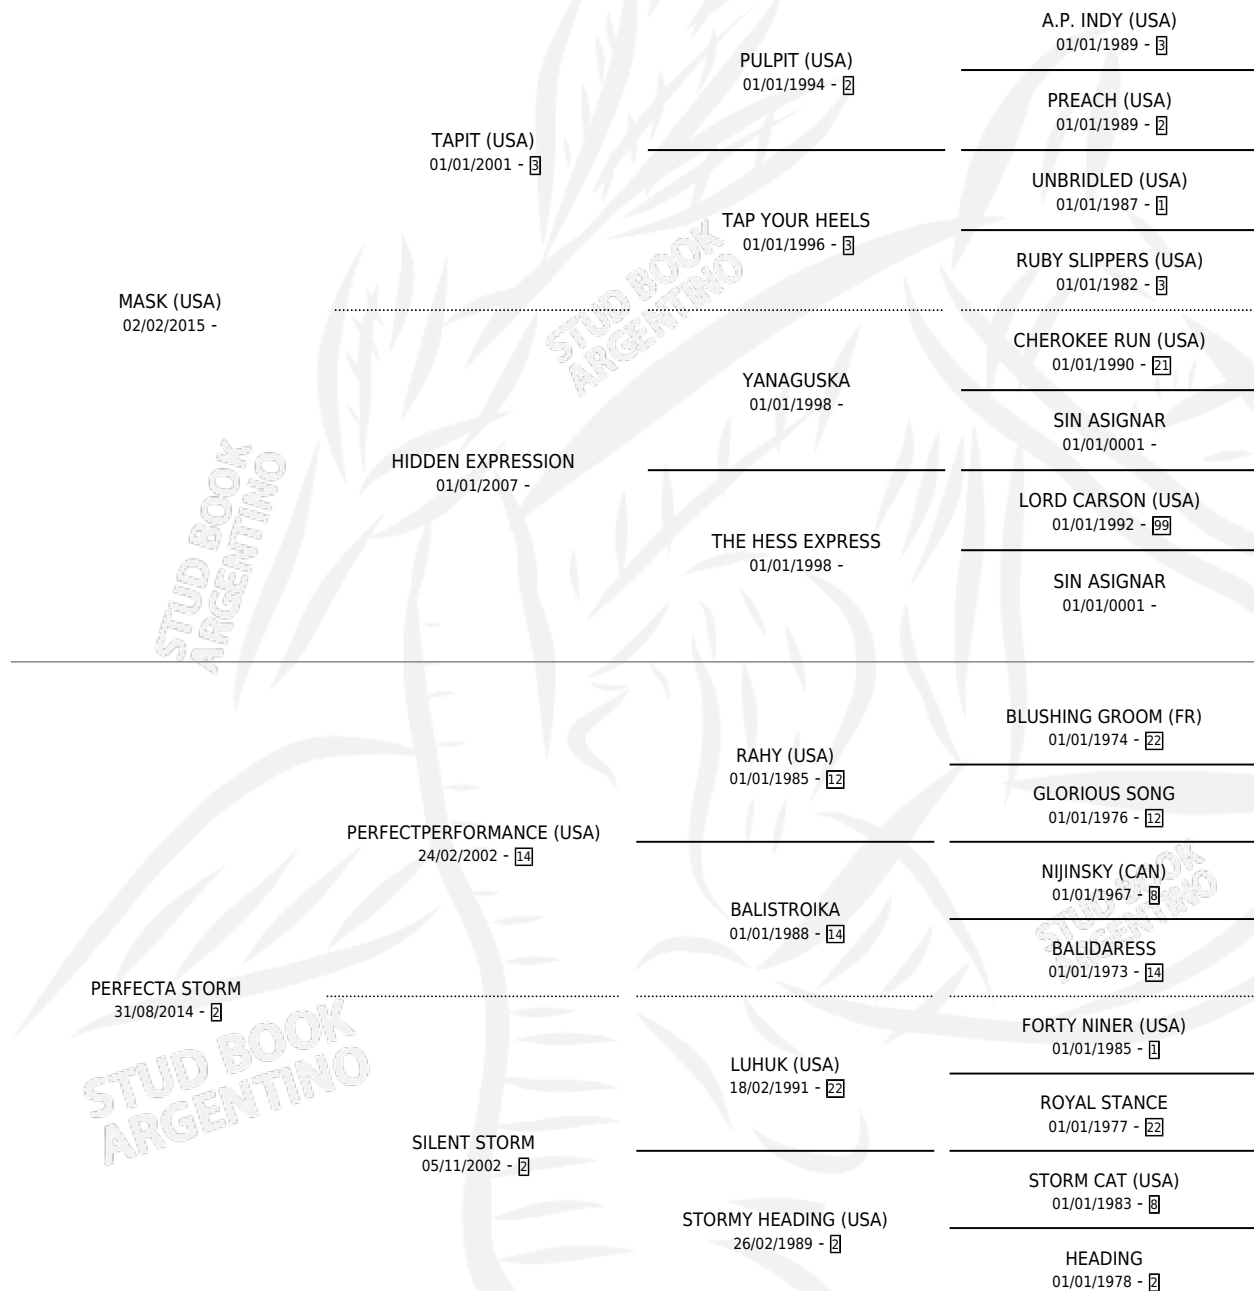 A.P. INDY (USA)
01/01/1989 - 3
PULPIT (USA)
01/01/1994 - 2
PREACH (USA)
01/01/1989 - 2
TAPIT (USA)
01/01/2001 - 3
UNBRIDLED (USA)
01/01/1987 - 1
TAP YOUR HEELS
01/01/1996 - 3
RUBY SLIPPERS (USA)
01/01/1982 - 3
MASK (USA)
02/02/2015 -
CHEROKEE RUN (USA)
01/01/1990 - 21
YANAGUSKA
01/01/1998 -
SIN ASIGNAR
01/01/0001 -
HIDDEN EXPRESSION
01/01/2007 -
LORD CARSON (USA)
01/01/1992 - 99
THE HESS EXPRESS
01/01/1998 -
SIN ASIGNAR
01/01/0001 -
BLUSHING GROOM (FR)
01/01/1974 - 22
RAHY (USA)
01/01/1985 - 12
GLORIOUS SONG
01/01/1976 - 12
PERFECTPERFORMANCE (USA)
24/02/2002 - 14
NIJINSKY (CAN)
01/01/1967 - 8
BALISTROIKA
01/01/1988 - 14
BALIDARESS
01/01/1973 - 14
PERFECTA STORM
31/08/2014 - 2
FORTY NINER (USA)
01/01/1985 - 1
LUHUK (USA)
18/02/1991 - 22
ROYAL STANCE
01/01/1977 - 22
SILENT STORM
05/11/2002 - 2
STORM CAT (USA)
01/01/1983 - 8
STORMY HEADING (USA)
26/02/1989 - 2
HEADING
01/01/1978 - 2
STUD BOOK
ARGENTINO
STUD BOOK
ARGENTINO
STUD BOOK
ARGENTINO
STUD BOOK
ARGENTINO